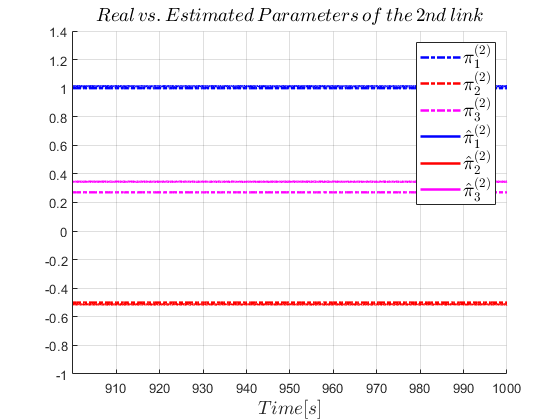 Real vs. Estimated Parameters of the 2nd link
1.4
1.2
1
0.8
0.6
0.4
0.2
0
-0.2
-0.4
-0.6
-0.8
-1
910 920 930 940 950 960 970 980 990 1000
Time[s]
π₁⁽²⁾
π₂⁽²⁾
π₃⁽²⁾
π̂₁⁽²⁾
π̂₂⁽²⁾
π̂₃⁽²⁾